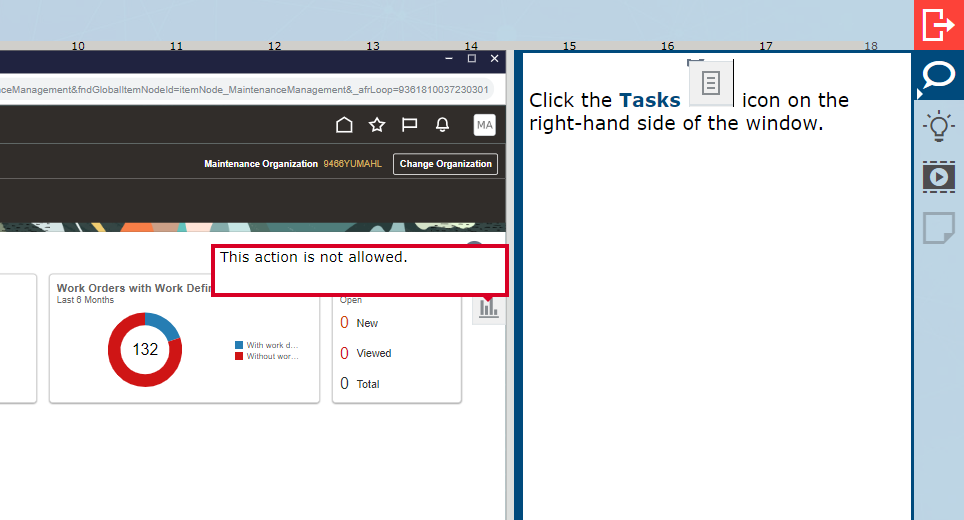 10 11 12 13 14 15 16 17 18
nceManagement&fndGlobalItemNodeId=itemNode_MaintenanceManagement&_afrLoop=9361810037230301
MA
Maintenance Organization 9466YUMAHL Change Organization
This action is not allowed.
Work Orders with Work Defin
Last 6 Months
132
With work d...
Without wor...
Open
0 New
0 Viewed
0 Total
Click the Tasks icon on the
right-hand side of the window.